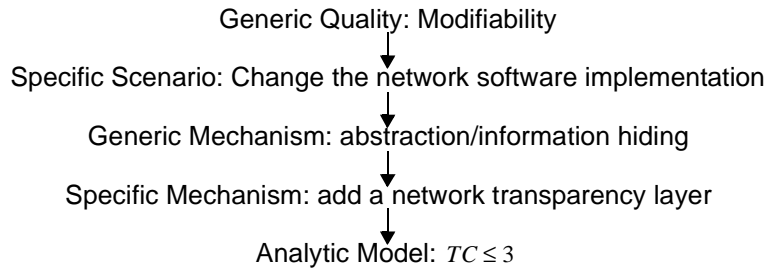 Generic Quality: Modifiability
Specific Scenario: Change the network software implementation
Generic Mechanism: abstraction/information hiding
Specific Mechanism: add a network transparency layer
Analytic Model: TC ≤ 3